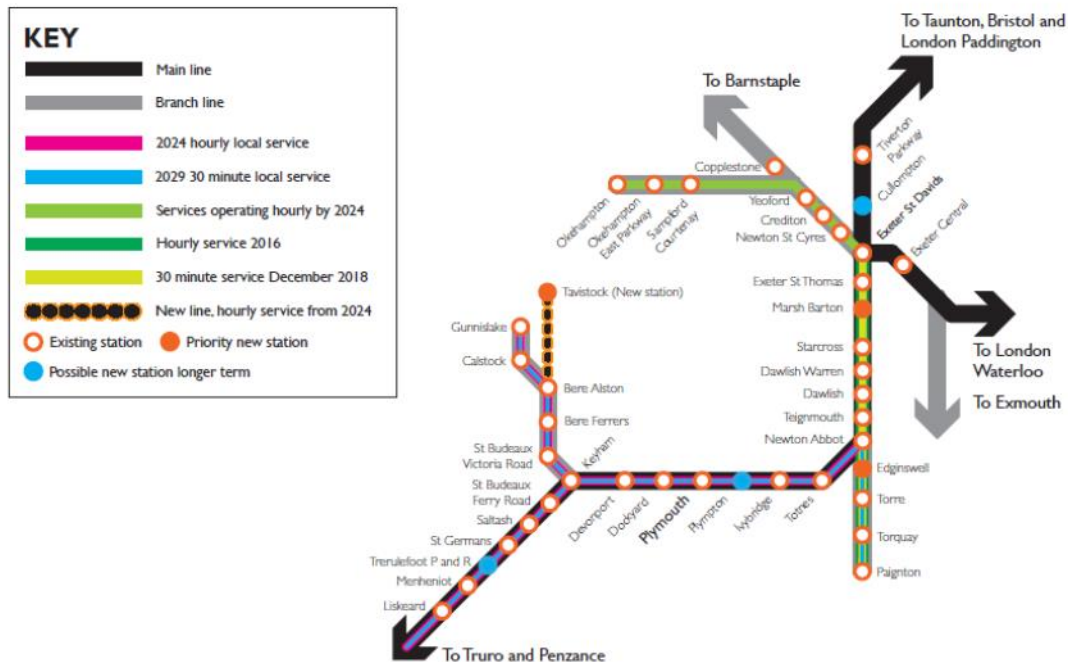 KEY
Main line
Branch line
2024 hourly local service
2029 30 minute local service
Services operating hourly by 2024
Hourly service 2016
30 minute service December 2018
New line, hourly service from 2024
Existing station
Priority new station
Possible new station longer term
To Taunton, Bristol and
London Paddington
To Barnstaple
Tiverton
Parkway
Cullompton
Exeter St Davids
Exeter Central
Copplestone
Yeoford
Crediton
Newton St Cyres
Okehampton
Okehampton
East Parkway
Sampford
Courtenay
Exeter St Thomas
Marsh Barton
Starcross
Dawlish Warren
Dawlish
Teignmouth
Newton Abbot
Edginswell
Torre
Torquay
Paignton
To London
Waterloo
To Exmouth
Tavistock (New station)
Gunnislake
Calstock
Bere Alston
Bere Ferrers
St Budeaux
Victoria Road
Keyham
St Budeaux
Ferry Road
Saltash
St Germans
Trerulefoot P and R
Menheniot
Liskeard
Devonport
Dockyard
Plymouth
Plympton
Ivybridge
Totnes
To Truro and Penzance